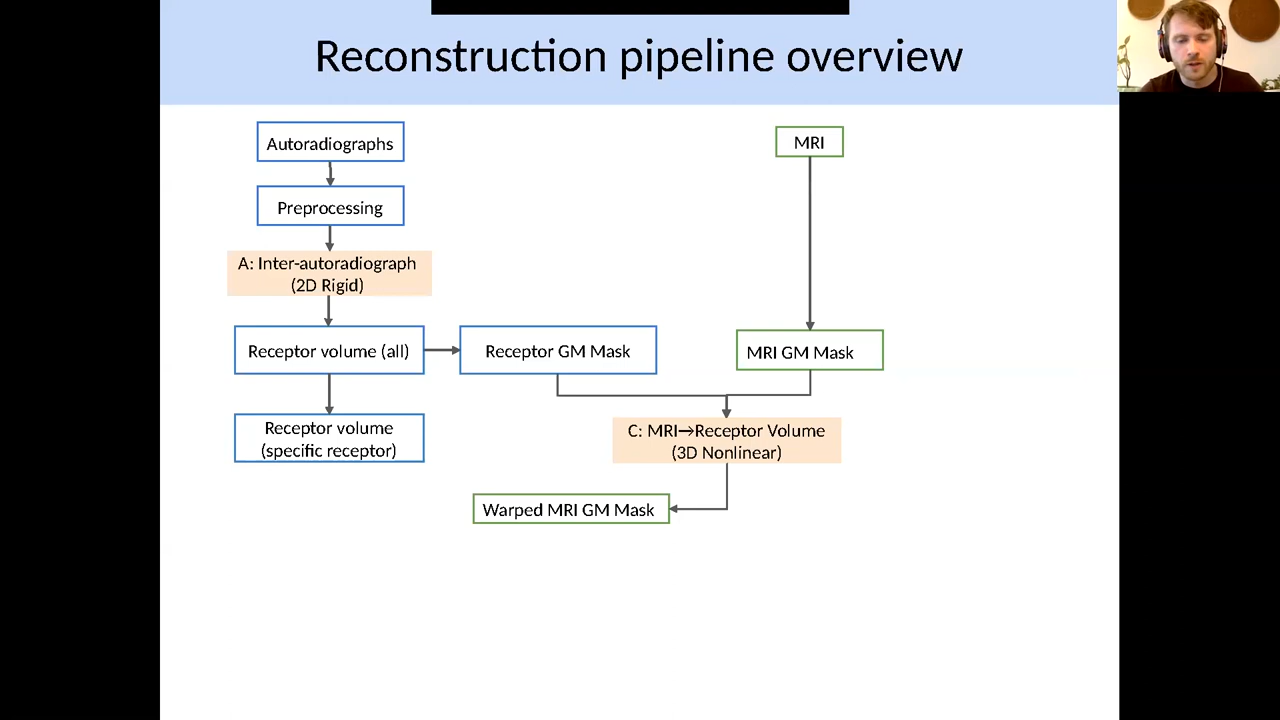 Reconstruction pipeline overview
Autoradiographs
MRI
Preprocessing
A: Inter-autoradiograph
(2D Rigid)
Receptor volume (all)
Receptor GM Mask
MRI GM Mask
Receptor volume
(specific receptor)
C: MRI→Receptor Volume
(3D Nonlinear)
Warped MRI GM Mask